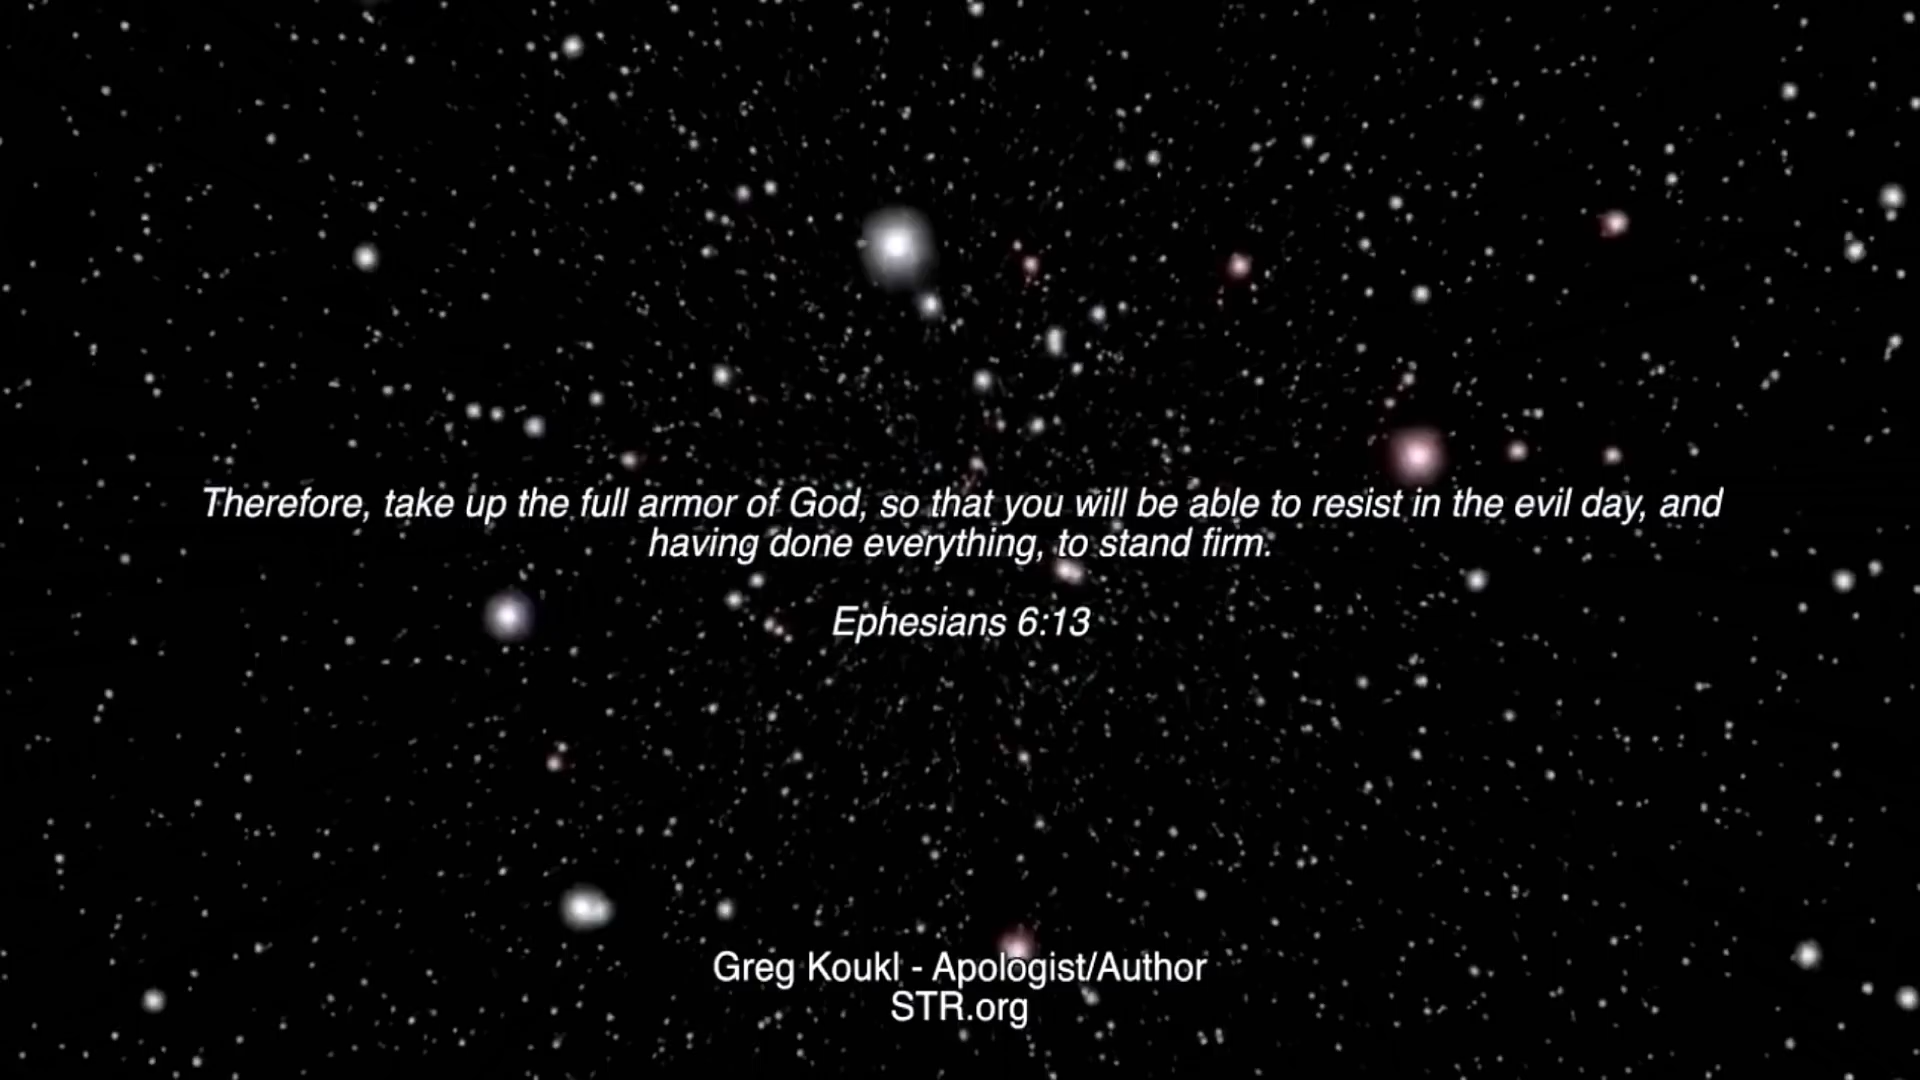 Therefore, take up the full armor of God, so that you will be able to resist in the evil day, and
having done everything, to stand firm.
Ephesians 6:13
Greg Koukl - Apologist/Author
STR.org